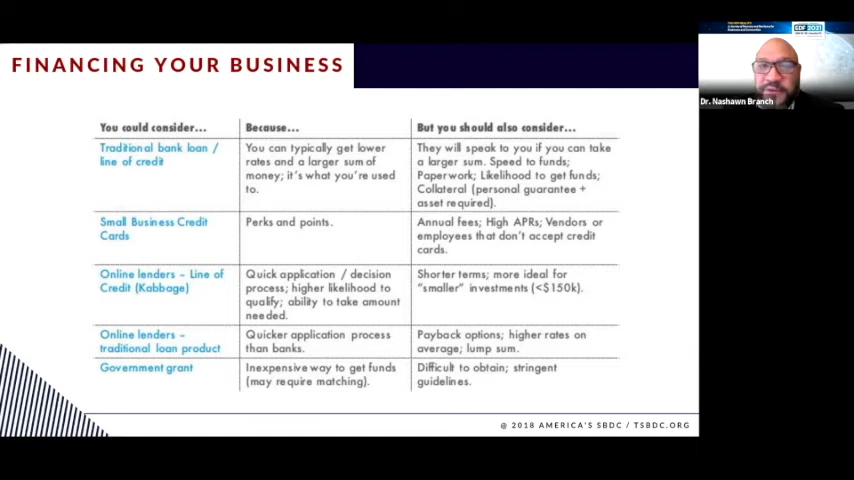 FINANCING YOUR BUSINESS
You could consider...
Because...
But you should also consider...
Traditional bank loan /
line of credit
You can typically get lower
rates and a larger sum of
money; it's what you're used
to.
They will speak to you if you can take
a larger sum. Speed to funds;
Paperwork; Likelihood to get funds;
Collateral (personal guarantee +
asset required).
Small Business Credit
Cards
Perks and points.
Annual fees; High APRs; Vendors or
employees that don't accept credit
cards.
Online lenders – Line of
Credit (Kabbage)
Quick application / decision
process; higher likelihood to
qualify; ability to take amount
needed.
Shorter terms; more ideal for
"smaller" investments (<$150k).
Online lenders –
traditional loan product
Quicker application process
than banks.
Payback options; higher rates on
average; lump sum.
Government grant
Inexpensive way to get funds
(may require matching).
Difficult to obtain; stringent
guidelines.
@ 2018 AMERICA'S SBDC / TSBDC.ORG
EDF 2021
Dr. Nashawn Branch